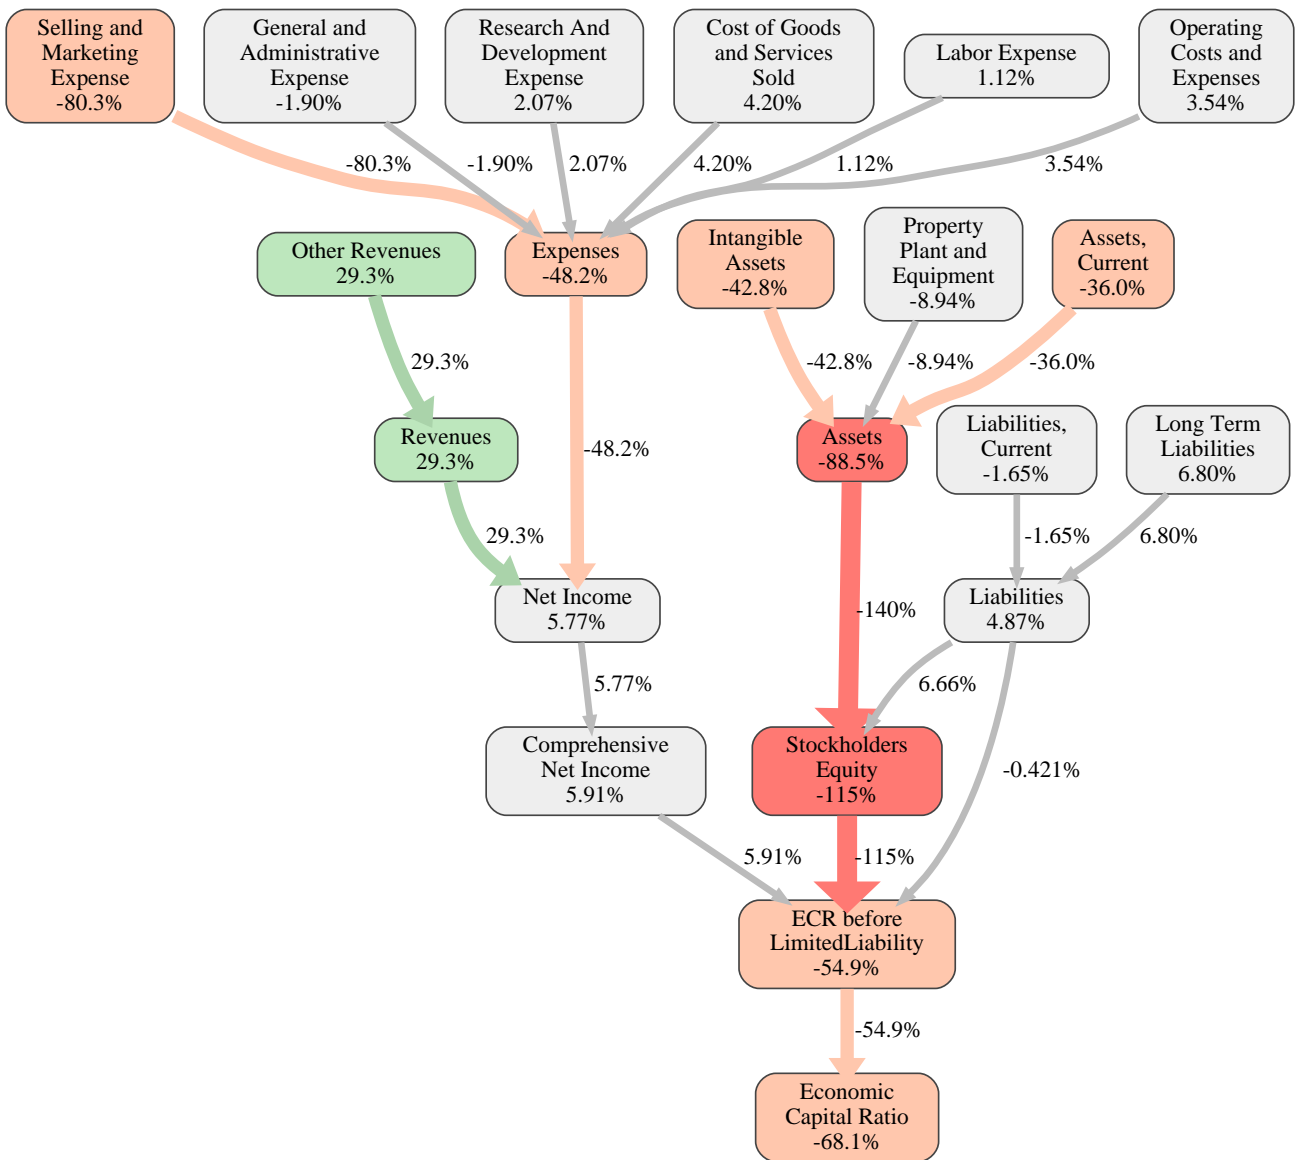 Selling and
Marketing
Expense
-80.3%
General and
Administrative
Expense
-1.90%
Research And
Development
Expense
2.07%
Cost of Goods
and Services
Sold
4.20%
Labor Expense
1.12%
Operating
Costs and
Expenses
3.54%
-80.3%
-1.90%
2.07%
4.20%
1.12%
3.54%
Other Revenues
29.3%
Expenses
-48.2%
Intangible
Assets
-42.8%
Property
Plant and
Equipment
-8.94%
Assets,
Current
-36.0%
29.3%
-42.8%
-8.94%
-36.0%
Revenues
29.3%
-48.2%
Assets
-88.5%
Liabilities,
Current
-1.65%
Long Term
Liabilities
6.80%
29.3%
-1.65%
6.80%
Net Income
5.77%
-140%
Liabilities
4.87%
5.77%
6.66%
Comprehensive
Net Income
5.91%
Stockholders
Equity
-115%
-0.421%
5.91%
-115%
ECR before
LimitedLiability
-54.9%
-54.9%
Economic
Capital Ratio
-68.1%